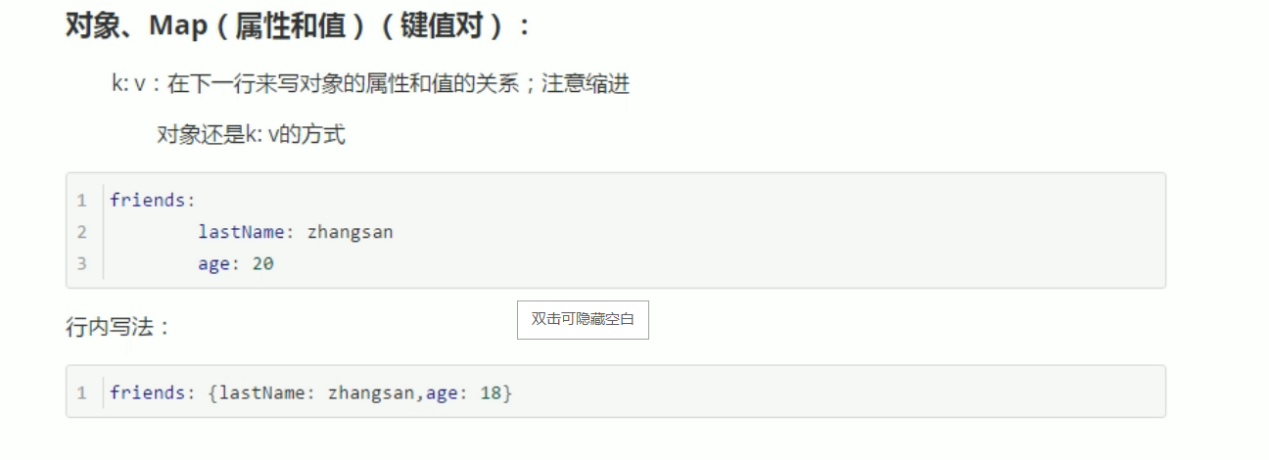 对象、Map（属性和值）（键值对）：
k: v：在下一行来写对象的属性和值的关系；注意缩进
对象还是k: v的方式
1 friends:
2 lastName: zhangsan
3 age: 20
双击可隐藏空白
行内写法：
1 friends: {lastName: zhangsan,age: 18}